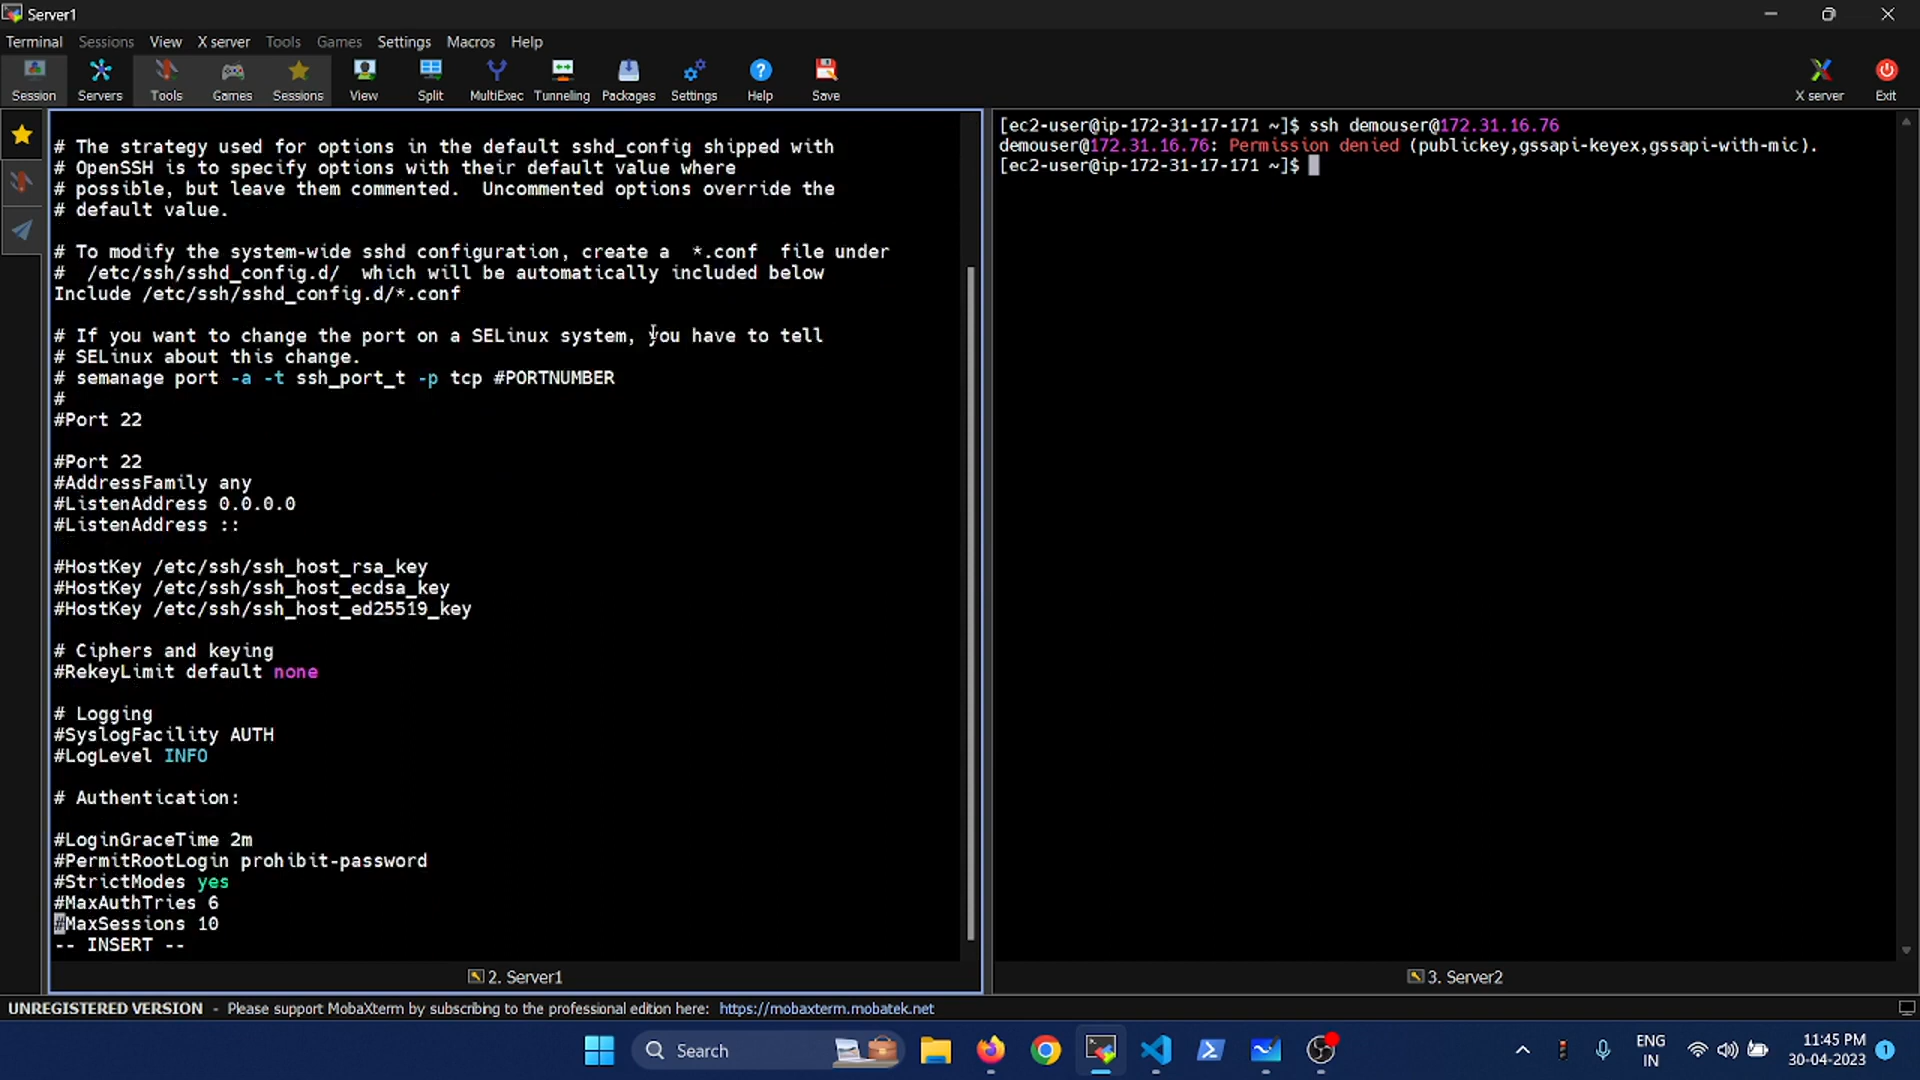 Server1
Terminal Sessions View X server Tools Games Settings Macros Help
Session Servers Tools Games Sessions View Split MultiExec Tunneling Packages Settings Help Save X server Exit
# The strategy used for options in the default sshd_config shipped with
# OpenSSH is to specify options with their default value where
# possible, but leave them commented.  Uncommented options override the
# default value.
# To modify the system-wide sshd configuration, create a  *.conf  file under
#  /etc/ssh/sshd_config.d/  which will be automatically included below
Include /etc/ssh/sshd_config.d/*.conf
# If you want to change the port on a SELinux system, you have to tell
# SELinux about this change.
# semanage port -a -t ssh_port_t -p tcp #PORTNUMBER
#
#Port 22
#Port 22
#AddressFamily any
#ListenAddress 0.0.0.0
#ListenAddress ::
#HostKey /etc/ssh/ssh_host_rsa_key
#HostKey /etc/ssh/ssh_host_ecdsa_key
#HostKey /etc/ssh/ssh_host_ed25519_key
# Ciphers and keying
#RekeyLimit default none
# Logging
#SyslogFacility AUTH
#LogLevel INFO
# Authentication:
#LoginGraceTime 2m
#PermitRootLogin prohibit-password
#StrictModes yes
#MaxAuthTries 6
#MaxSessions 10
-- INSERT --
2. Server1
[ec2-user@ip-172-31-17-171 ~]$ ssh demouser@172.31.16.76
demouser@172.31.16.76: Permission denied (publickey,gssapi-keyex,gssapi-with-mic).
[ec2-user@ip-172-31-17-171 ~]$
3. Server2
UNREGISTERED VERSION - Please support MobaXterm by subscribing to the professional edition here: https://mobaxterm.mobatek.net
Search
ENG
IN
11:45 PM
30-04-2023
1